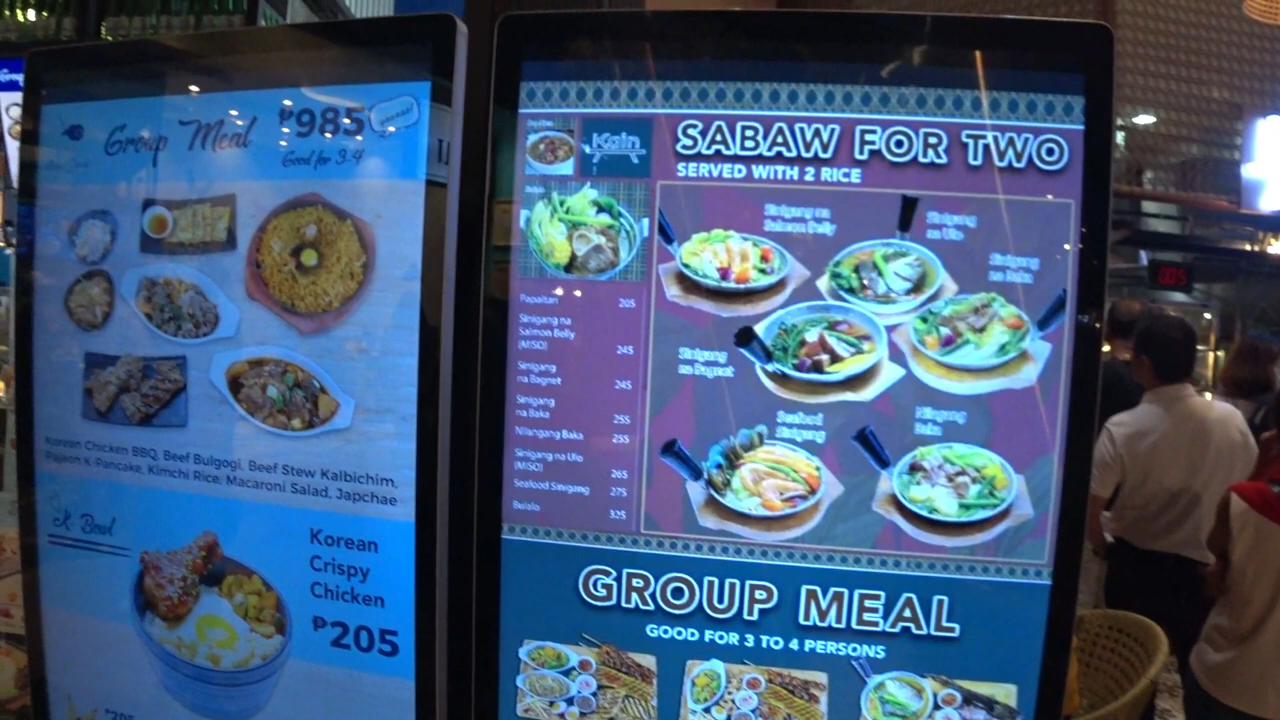 Group Meal
₱985
Good for 3-4
Korean Chicken BBQ, Beef Bulgogi, Beef Stew Kalbichim,
Pajeon K-Pancake, Kimchi Rice, Macaroni Salad, Japchae
K-Bowl
Korean
Crispy
Chicken
₱205
Kain
SABAW FOR TWO
SERVED WITH 2 RICE
Papaitan 205
Sinigang na
Salmon Belly
(MISO) 245
Sinigang
na Bagnet 245
Sinigang
na Baka 255
Nilangang Baka 255
Sinigang na Ulo
(MISO) 265
Seafood Sinigang 275
Bulalo 325
Sinigang na
Salmon Belly
Sinigang
na Ulo
Sinigang
na Baka
Sinigang
na Bagnet
Seafood
Sinigang
Nilagang
Baka
GROUP MEAL
GOOD FOR 3 TO 4 PERSONS